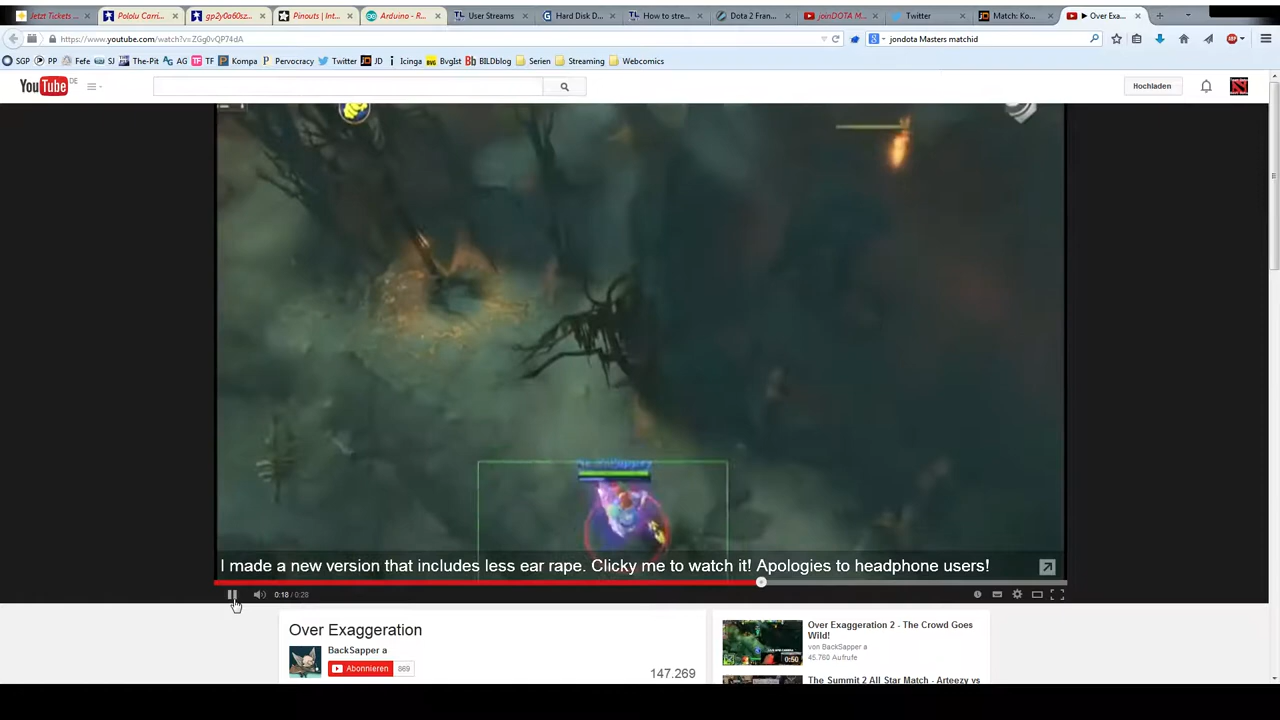 Jetzt Tickets ...
Pololu Carri...
gp2y0a60sz...
Pinouts | Int...
Arduino - R...
User Streams
Hard Disk D...
How to stre...
Dota 2 Fran...
joinDOTA M...
Twitter
Match: Ko...
Over Exa...
https://www.youtube.com/watch?v=ZGg0vQP74dA
jondota Masters matchid
SGP
PP
Fefe
SJ
The-Pit
AG
TF
Kompa
Pervocracy
Twitter
JD
Icinga
Bvglst
BILDblog
Serien
Streaming
Webcomics
YouTube DE
Hochladen
I made a new version that includes less ear rape. Clicky me to watch it! Apologies to headphone users!
0:18 / 0:28
Over Exaggeration
BackSapper a
Abonnieren 869
147.269
Over Exaggeration 2 - The Crowd Goes
Wild!
von BackSapper a
45.760 Aufrufe
0:50
The Summit 2 All Star Match - Arteezy vs